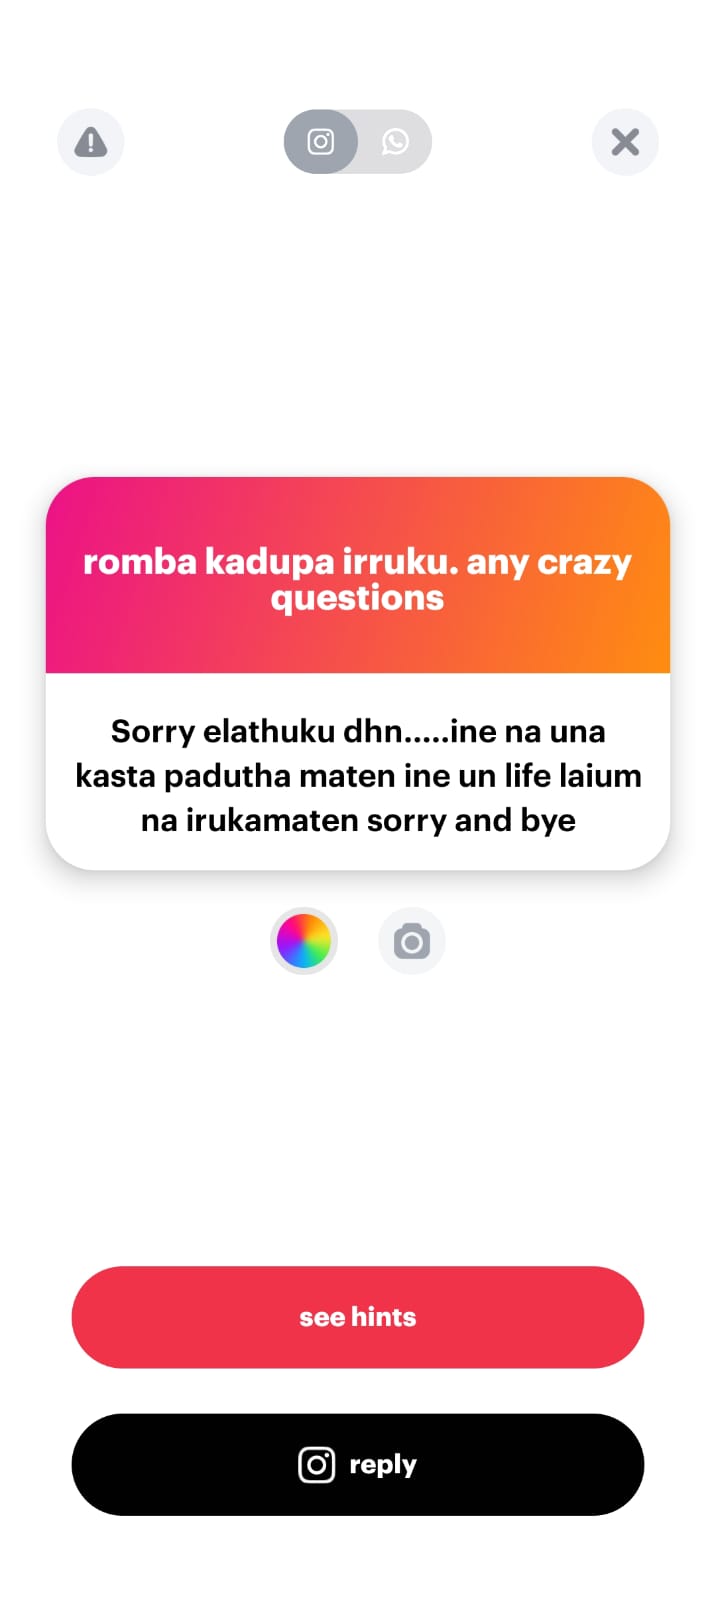 romba kadupa irruku. any crazy
questions
Sorry elathuku dhn.....ine na una
kasta padutha maten ine un life laium
na irukamaten sorry and bye
see hints
reply